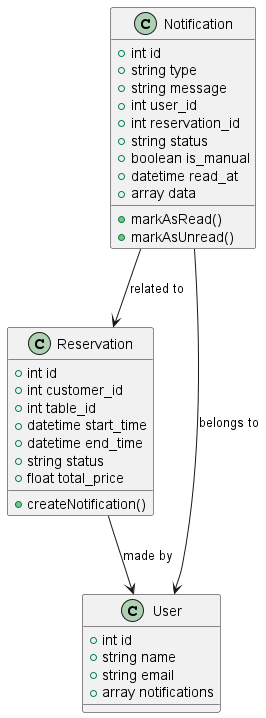 C Notification
int id
string type
string message
int user_id
int reservation_id
string status
boolean is_manual
datetime read_at
array data
markAsRead()
markAsUnread()
related to
C Reservation
int id
int customer_id
int table_id
datetime start_time
datetime end_time
string status
float total_price
createNotification()
belongs to
made by
C User
int id
string name
string email
array notifications